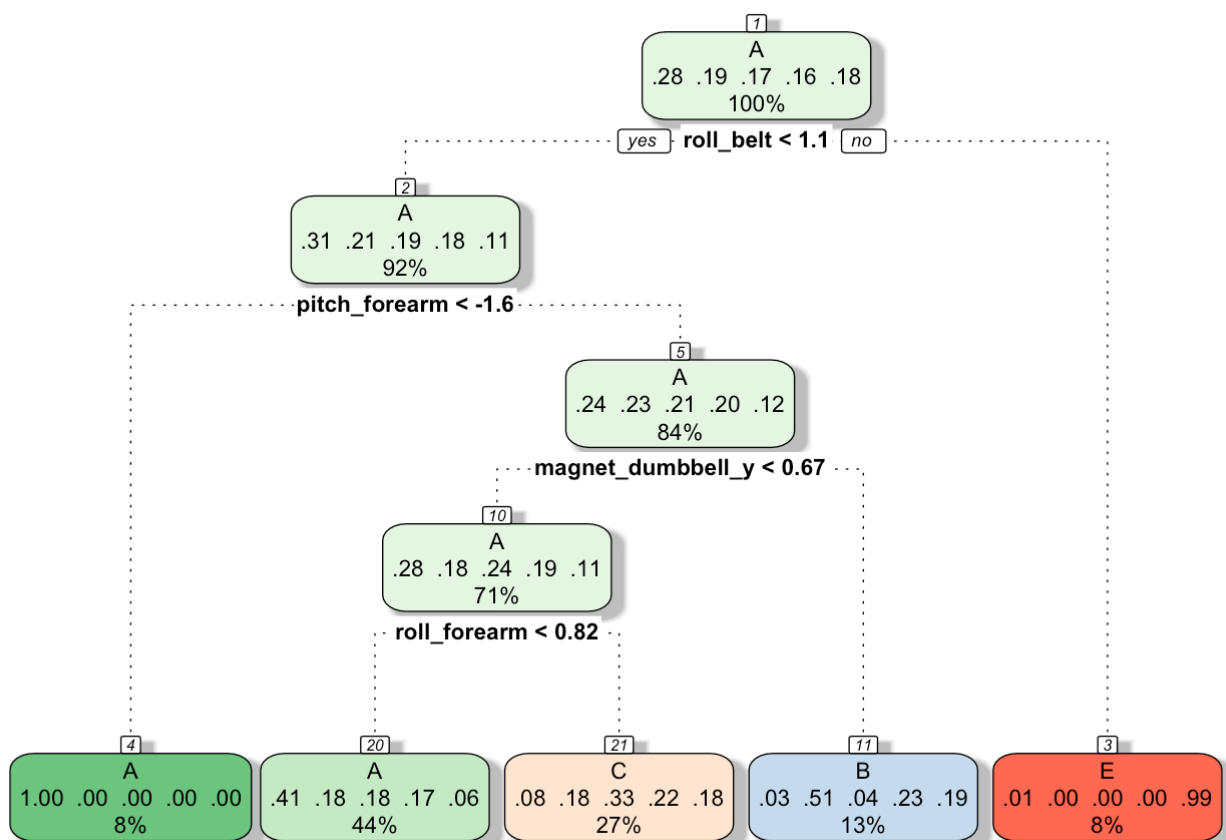 1
A
.28 .19 .17 .16 .18
100%
yes roll_belt < 1.1 no
2
A
.31 .21 .19 .18 .11
92%
pitch_forearm < -1.6
5
A
.24 .23 .21 .20 .12
84%
magnet_dumbbell_y < 0.67
10
A
.28 .18 .24 .19 .11
71%
roll_forearm < 0.82
4
A
1.00 .00 .00 .00 .00
8%
20
A
.41 .18 .18 .17 .06
44%
21
C
.08 .18 .33 .22 .18
27%
11
B
.03 .51 .04 .23 .19
13%
3
E
.01 .00 .00 .00 .99
8%